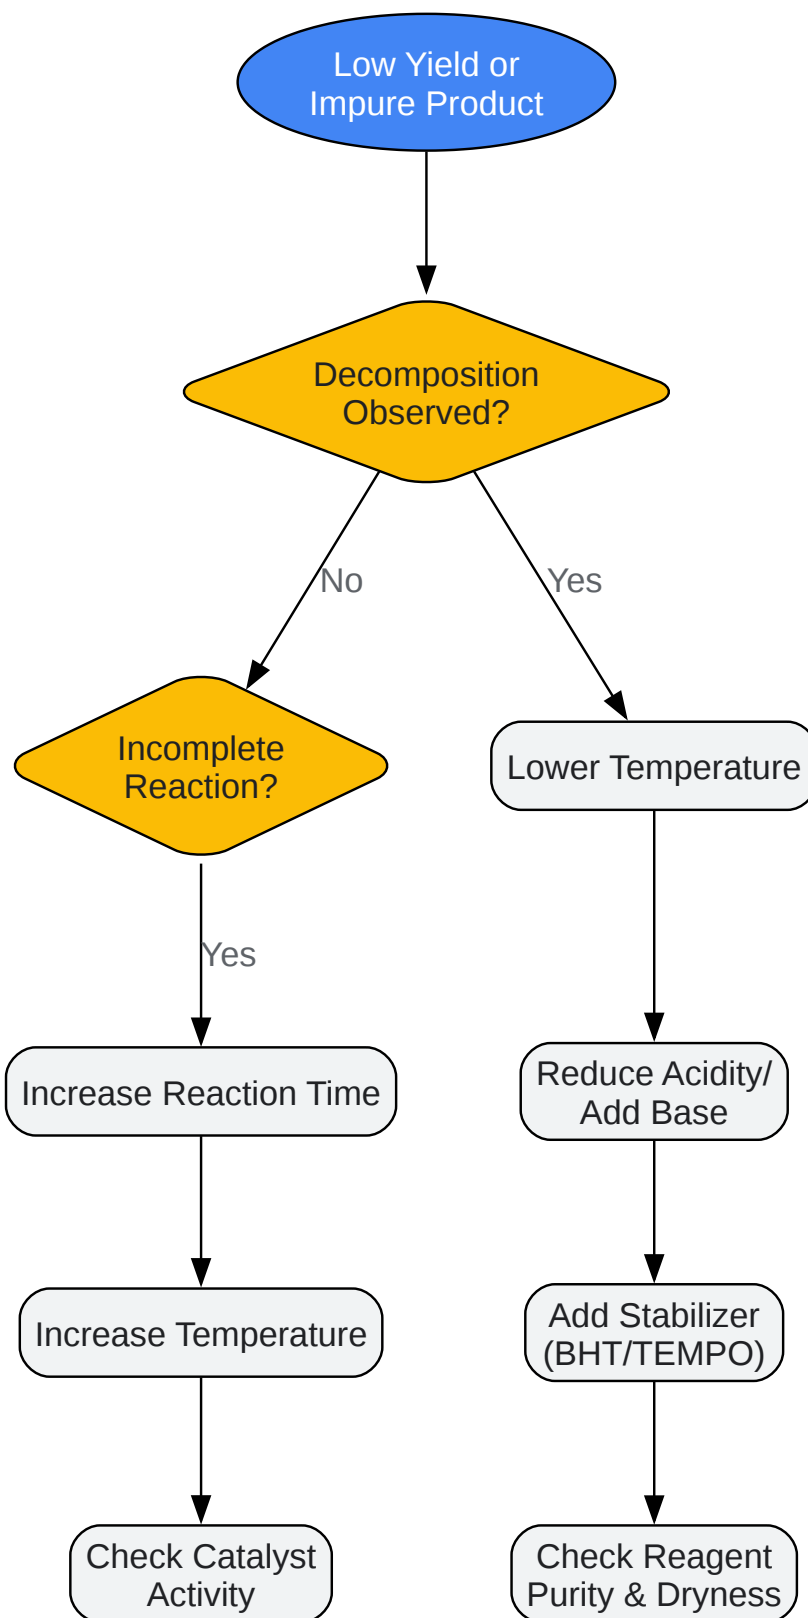 Low Yield or
Impure Product
Decomposition
Observed?
No
Yes
Incomplete
Reaction?
Lower Temperature
Yes
Increase Reaction Time
Reduce Acidity/
Add Base
Increase Temperature
Add Stabilizer
(BHT/TEMPO)
Check Catalyst
Activity
Check Reagent
Purity & Dryness